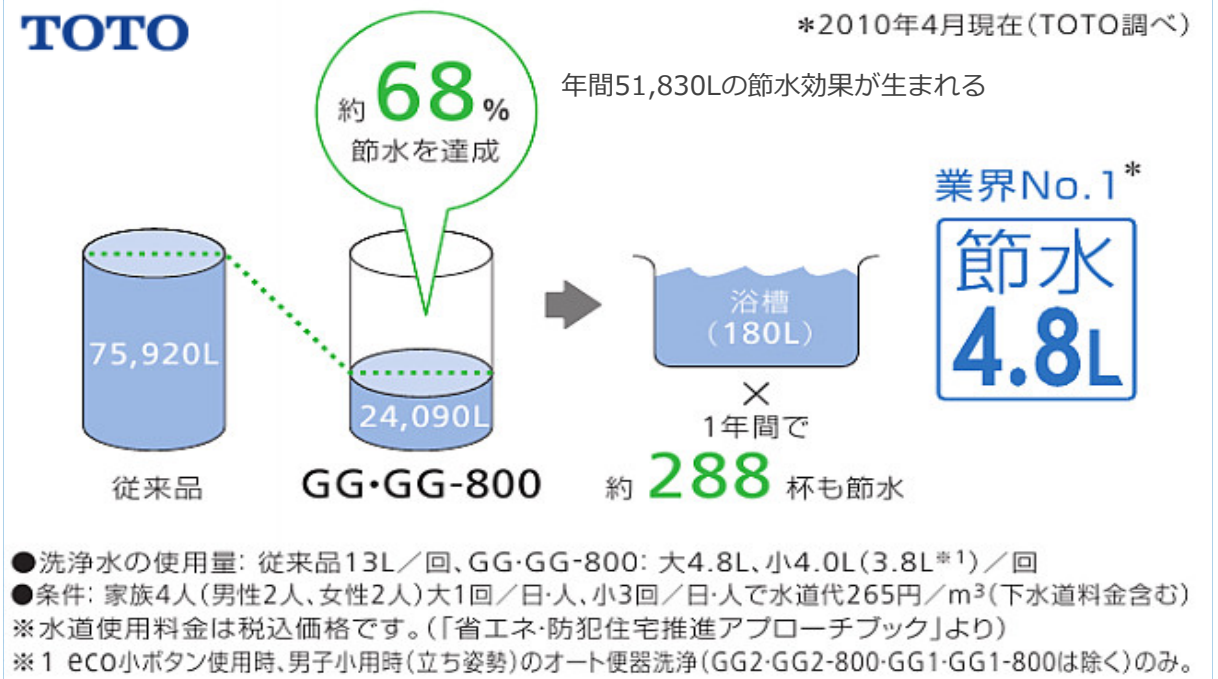 TOTO
*2010年4月現在(TOTO調べ)
約68%
節水を達成
年間51,830Lの節水効果が生まれる
業界No.1*
節水
4.8L
75,920L
24,090L
浴槽
(180L)
×
1年間で
約 288 杯も節水
従来品
GG・GG-800
●洗浄水の使用量: 従来品13L/回、GG・GG-800: 大4.8L、小4.0L(3.8L※1)/回
●条件: 家族4人(男性2人、女性2人)大1回/日・人、小3回/日・人で水道代265円/m³(下水道料金含む)
※水道使用料金は税込価格です。(「省エネ・防犯住宅推進アプローチブック」より)
※1 eco小ボタン使用時、男子小用時(立ち姿勢)のオート便器洗浄(GG2・GG2-800・GG1・GG1-800は除く)のみ。